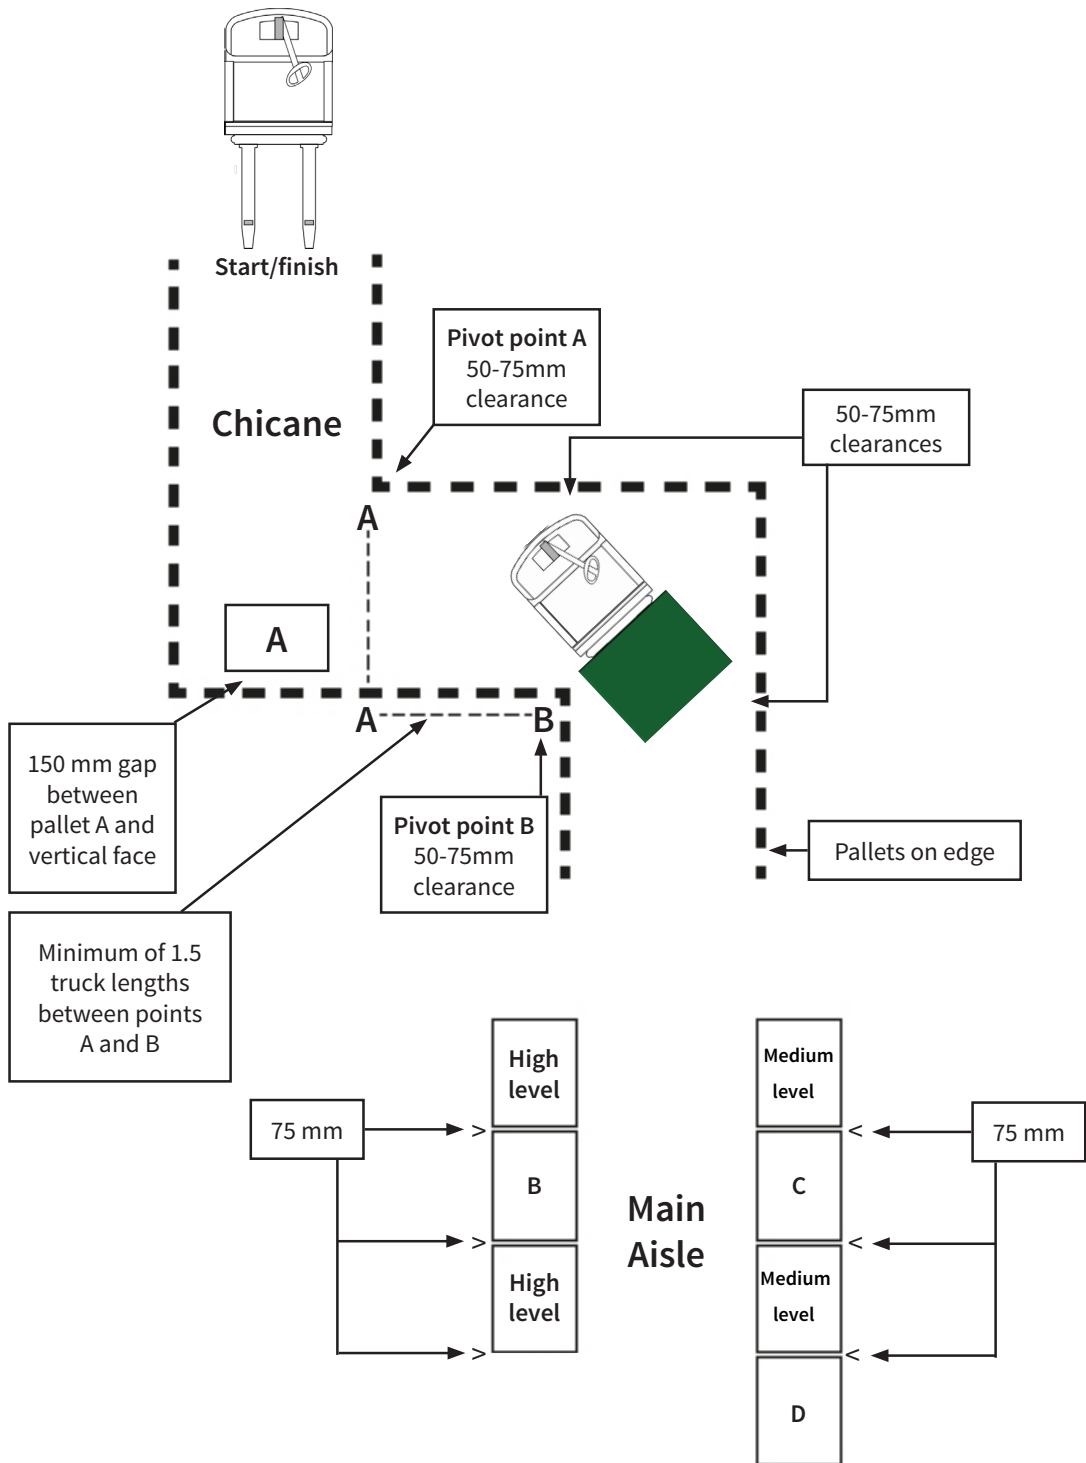 Start/finish
Pivot point A
50-75mm
clearance
Chicane
50-75mm
clearances
A
A
A
B
150 mm gap
between
pallet A and
vertical face
Pivot point B
50-75mm
clearance
Pallets on edge
Minimum of 1.5
truck lengths
between points
A and B
High
level
Medium
level
75 mm
>
<
75 mm
B
C
Main
Aisle
>
<
High
level
Medium
level
>
<
D